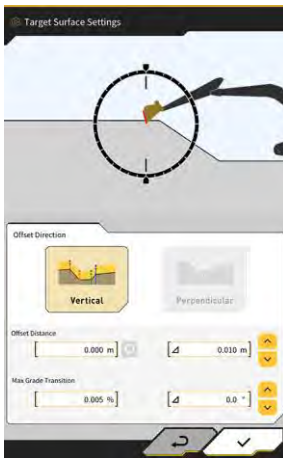 Target Surface Settings
Offset Direction
Vertical
Perpendicular
Offset Distance
0.000 m
0.010 m
Max Grade Transition
0.005 %
0.0 °